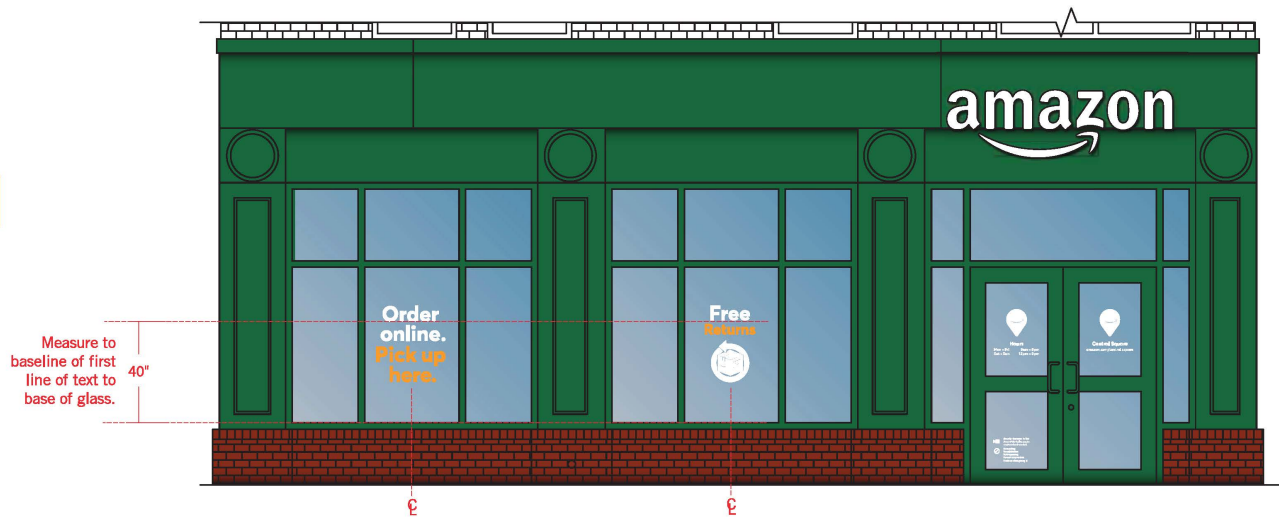 amazon
Order
online.
Pick up
here.
Free
Returns
Measure to
baseline of first
line of text to
base of glass.
40"
Hours
Central Square
℄
℄